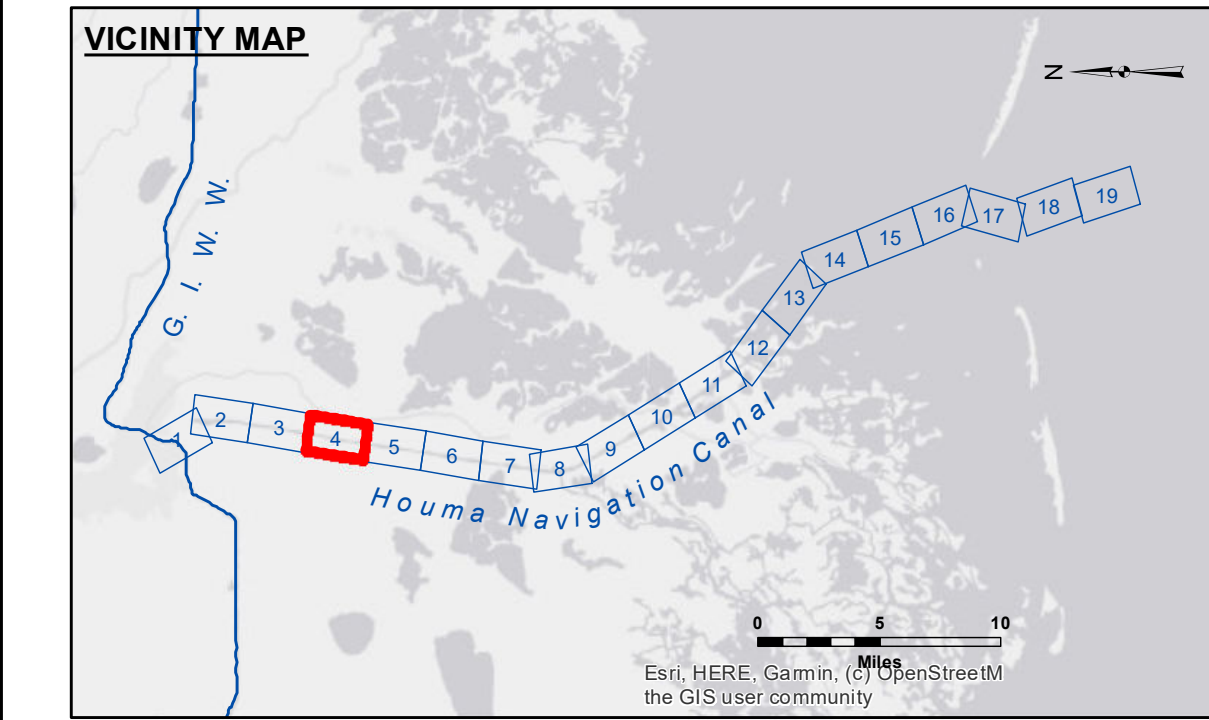 VICINITY MAP
N
G. I. W. W.
1
2
3
4
5
6
7
8
9
10
11
12
13
14
15
16
17
18
19
Houma Navigation Canal
0 5 10
Miles
Esri, HERE, Garmin, (c) OpenStreetM
the GIS user community